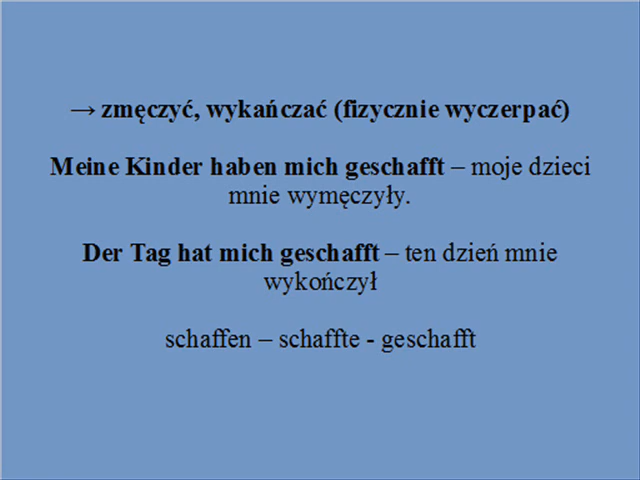 → zmęczyć, wykańczać (fizycznie wyczerpać)
Meine Kinder haben mich geschafft – moje dzieci
mnie wymęczyły.
Der Tag hat mich geschafft – ten dzień mnie
wykończył
schaffen – schaffte - geschafft